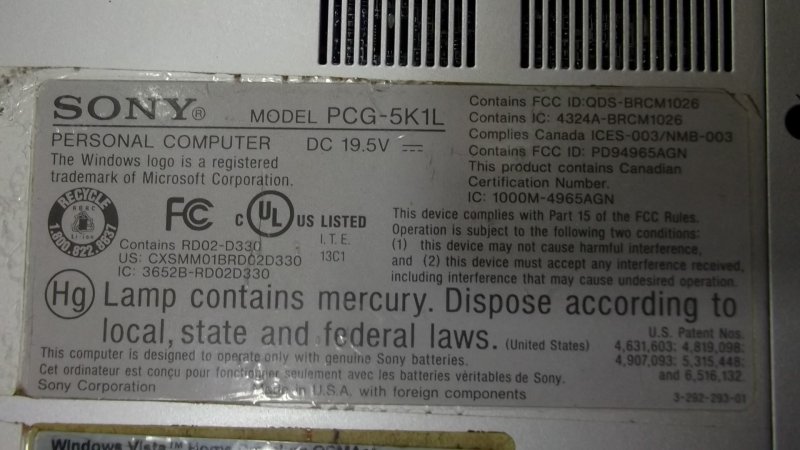 SONY® MODEL PCG-5K1L
PERSONAL COMPUTER DC 19.5V
The Windows logo is a registered
trademark of Microsoft Corporation.
Contains FCC ID:QDS-BRCM1026
Contains IC: 4324A-BRCM1026
Complies Canada ICES-003/NMB-003
Contains FCC ID: PD94965AGN
This product contains Canadian
Certification Number.
IC: 1000M-4965AGN
RECYCLE
RBRC
Li-ion
1.800.822.8837
FC
C UL US LISTED
I.T.E.
13C1
Contains RD02-D330
US: CXSMM01BRD02D330
IC: 3652B-RD02D330
This device complies with Part 15 of the FCC Rules.
Operation is subject to the following two conditions:
(1) this device may not cause harmful interference,
and (2) this device must accept any interference received,
including interference that may cause undesired operation.
Hg Lamp contains mercury. Dispose according to
local, state and federal laws. (United States)
U.S. Patent Nos.
4,631,603; 4,819,098;
4,907,093; 5,315,448;
and 6,516,132.
This computer is designed to operate only with genuine Sony batteries.
Cet ordinateur est conçu pour fonctionner seulement avec les batteries véritables de Sony.
Sony Corporation Made in U.S.A. with foreign components
3-282-293-01
Windows Vista™ Home